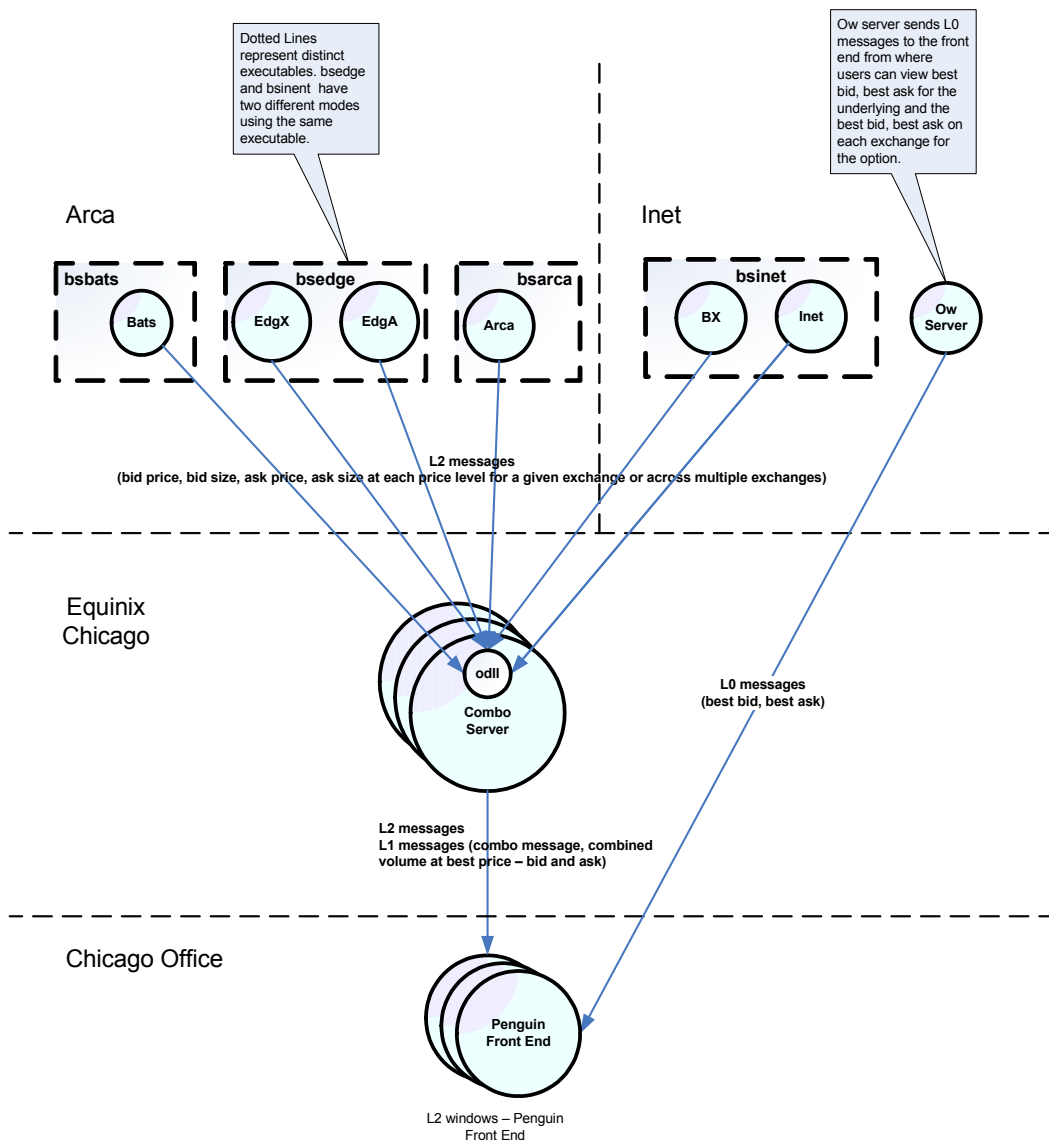 Dotted Lines
represent distinct
executables. bsedge
and bsinent  have
two different modes
using the same
executable.
Ow server sends L0
messages to the front
end from where
users can view best
bid, best ask for the
underlying and the
best bid, best ask on
each exchange for
the option.
Arca
Inet
bsbats
bsedge
bsarca
bsinet
Bats
EdgX
EdgA
Arca
BX
Inet
Ow
Server
L2 messages
(bid price, bid size, ask price, ask size at each price level for a given exchange or across multiple exchanges)
Equinix
Chicago
odll
Combo
Server
L0 messages
(best bid, best ask)
L2 messages
L1 messages (combo message, combined
volume at best price – bid and ask)
Chicago Office
Penguin
Front End
L2 windows – Penguin
Front End